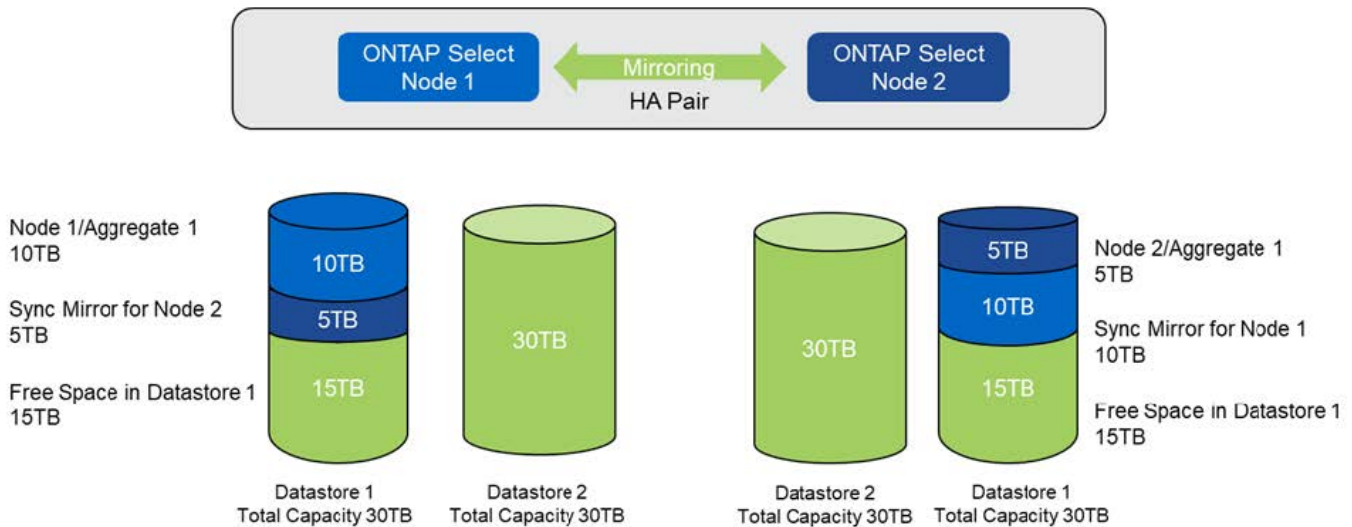 ONTAP Select
Node 1
Mirroring
HA Pair
ONTAP Select
Node 2
Node 1/Aggregate 1
10TB
Sync Mirror for Node 2
5TB
Free Space in Datastore 1
15TB
10TB
5TB
15TB
Datastore 1
Total Capacity 30TB
30TB
Datastore 2
Total Capacity 30TB
30TB
Datastore 2
Total Capacity 30TB
5TB
10TB
15TB
Datastore 1
Total Capacity 30TB
Node 2/Aggregate 1
5TB
Sync Mirror for Node 1
10TB
Free Space in Datastore 1
15TB